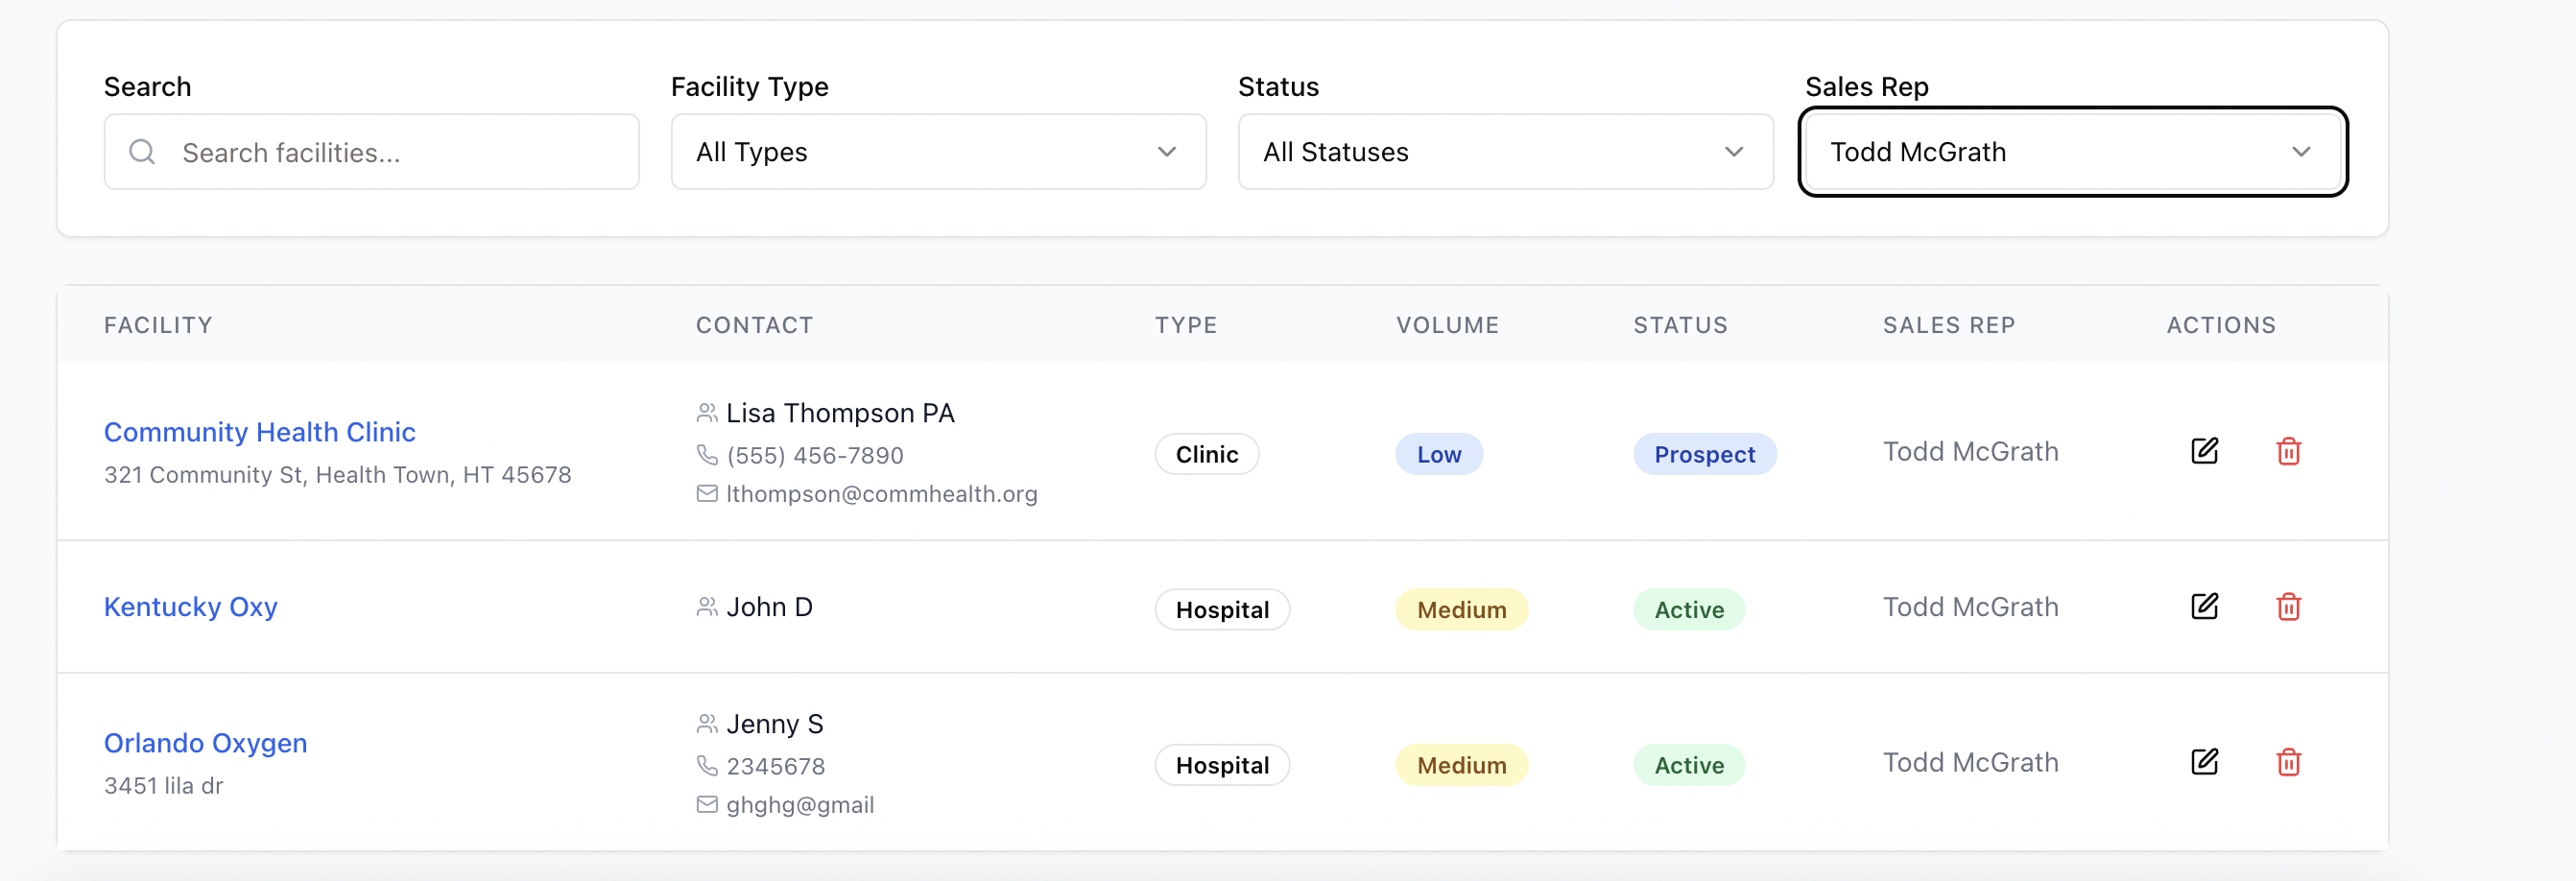 Search
Facility Type
Status
Sales Rep
Search facilities...
All Types
All Statuses
Todd McGrath
FACILITY CONTACT TYPE VOLUME STATUS SALES REP ACTIONS
Community Health Clinic
321 Community St, Health Town, HT 45678
Lisa Thompson PA
(555) 456-7890
lthompson@commhealth.org
Clinic
Low
Prospect
Todd McGrath
Kentucky Oxy
John D
Hospital
Medium
Active
Todd McGrath
Orlando Oxygen
3451 lila dr
Jenny S
2345678
ghghg@gmail
Hospital
Medium
Active
Todd McGrath